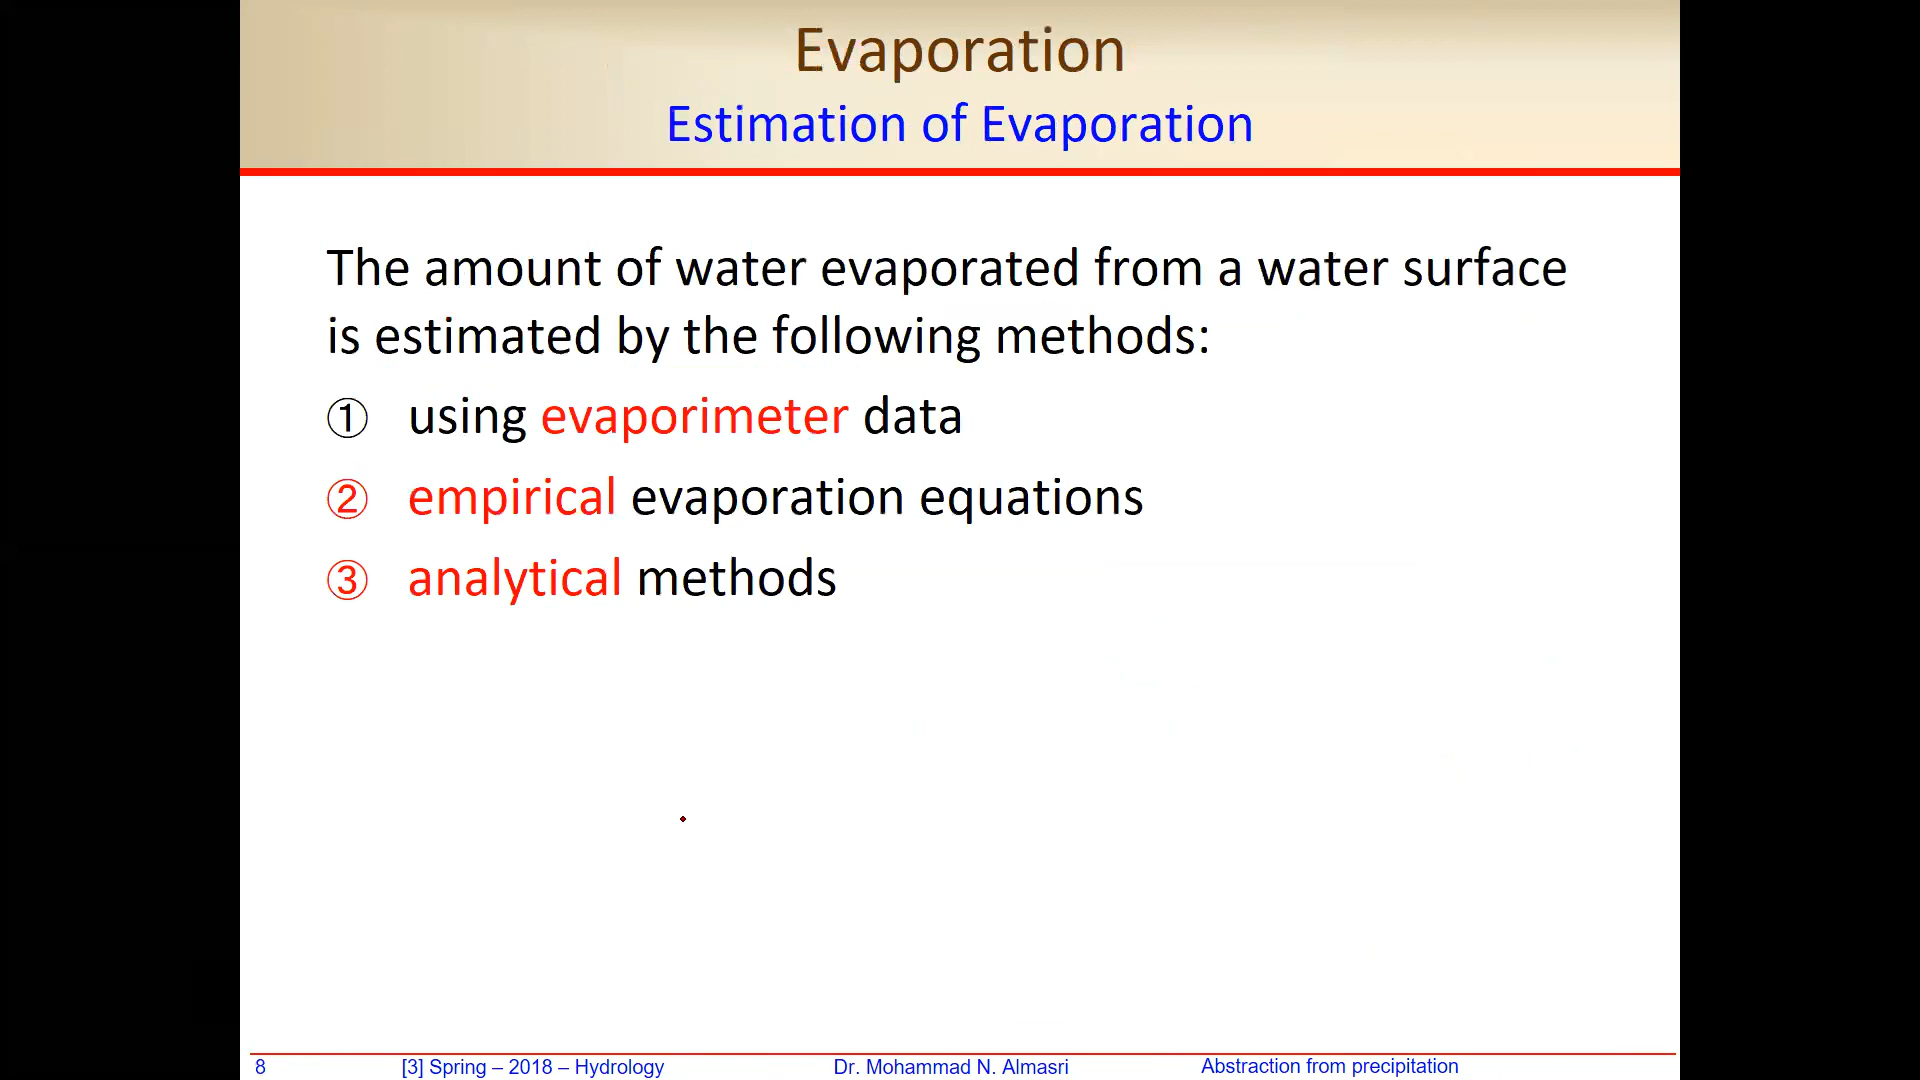 Evaporation
Estimation of Evaporation
The amount of water evaporated from a water surface
is estimated by the following methods:
① using evaporimeter data
② empirical evaporation equations
③ analytical methods
8 [3] Spring – 2018 – Hydrology Dr. Mohammad N. Almasri Abstraction from precipitation